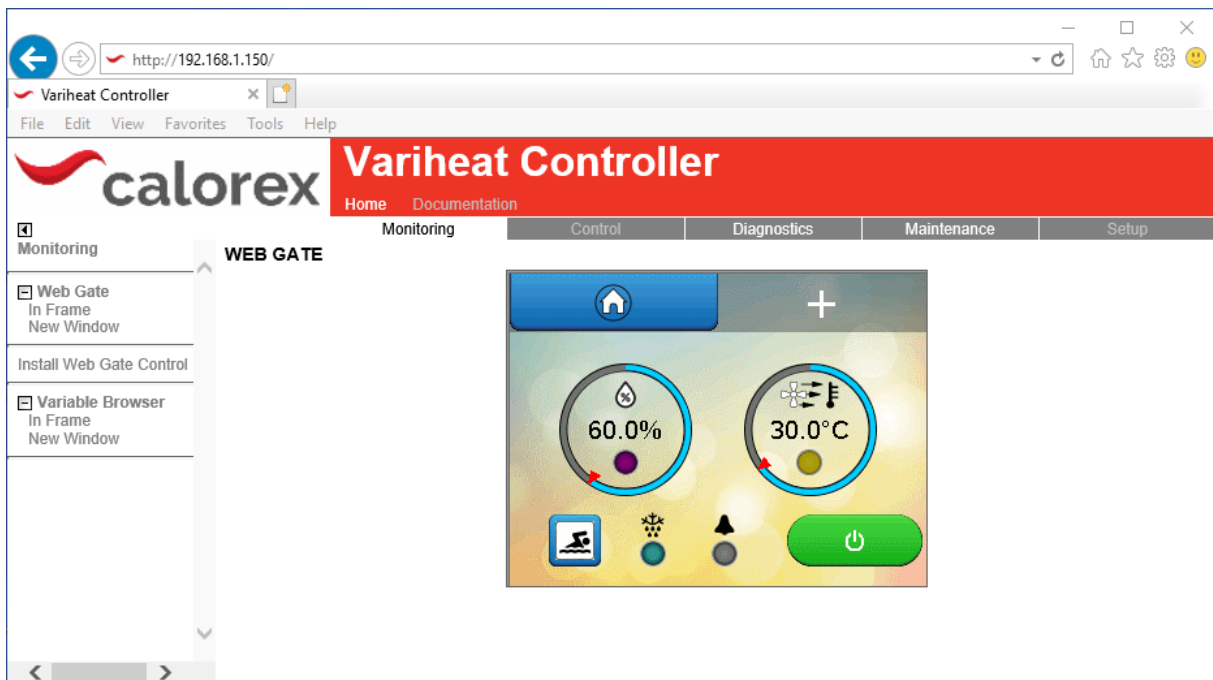 http://192.168.1.150/
Variheat Controller
File Edit View Favorites Tools Help
calorex
Variheat Controller
Home Documentation
Monitoring Control Diagnostics Maintenance Setup
Monitoring
WEB GATE
Web Gate
In Frame
New Window
Install Web Gate Control
Variable Browser
In Frame
New Window
%
60.0%
30.0°C